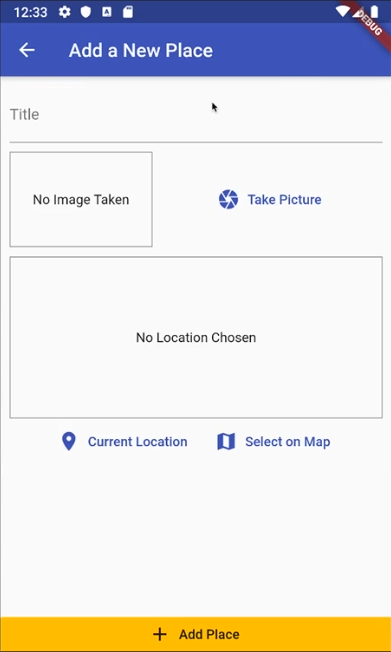 12:33
DEBUG
Add a New Place
Title
No Image Taken
Take Picture
No Location Chosen
Current Location
Select on Map
Add Place